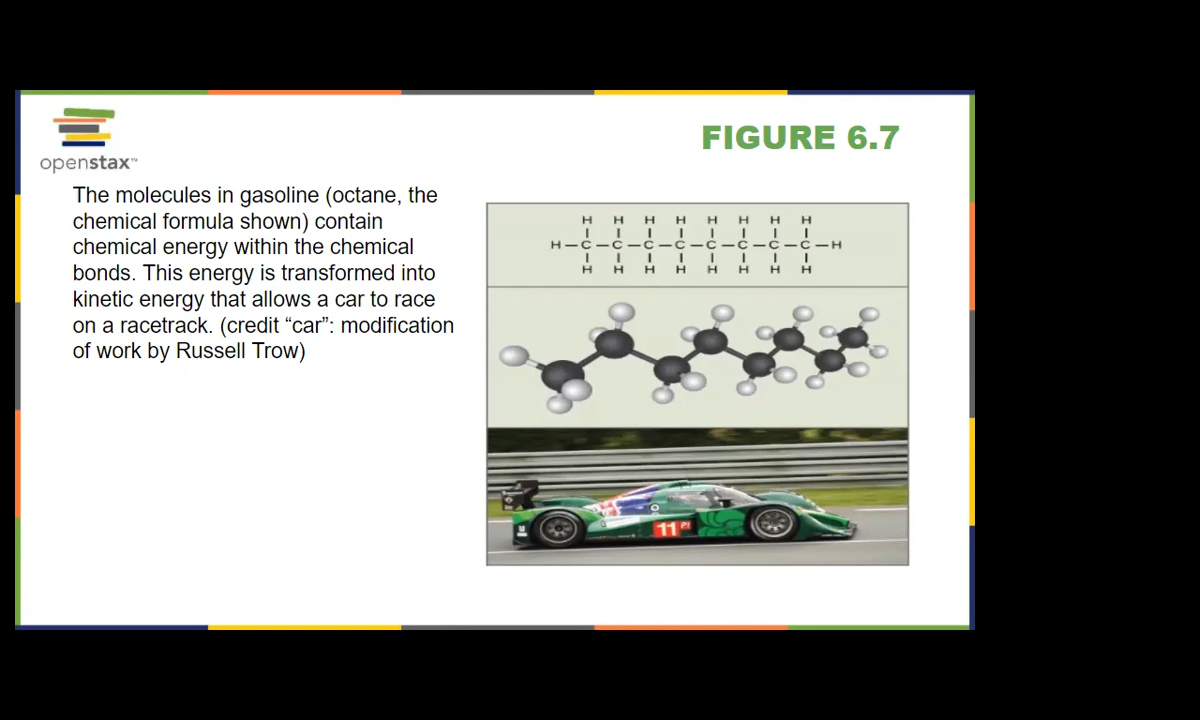 openstax™
FIGURE 6.7
The molecules in gasoline (octane, the
chemical formula shown) contain
chemical energy within the chemical
bonds. This energy is transformed into
kinetic energy that allows a car to race
on a racetrack. (credit “car”: modification
of work by Russell Trow)
H H H H H H H H
H–C–C–C–C–C–C–C–C–H
H H H H H H H H
11 P1